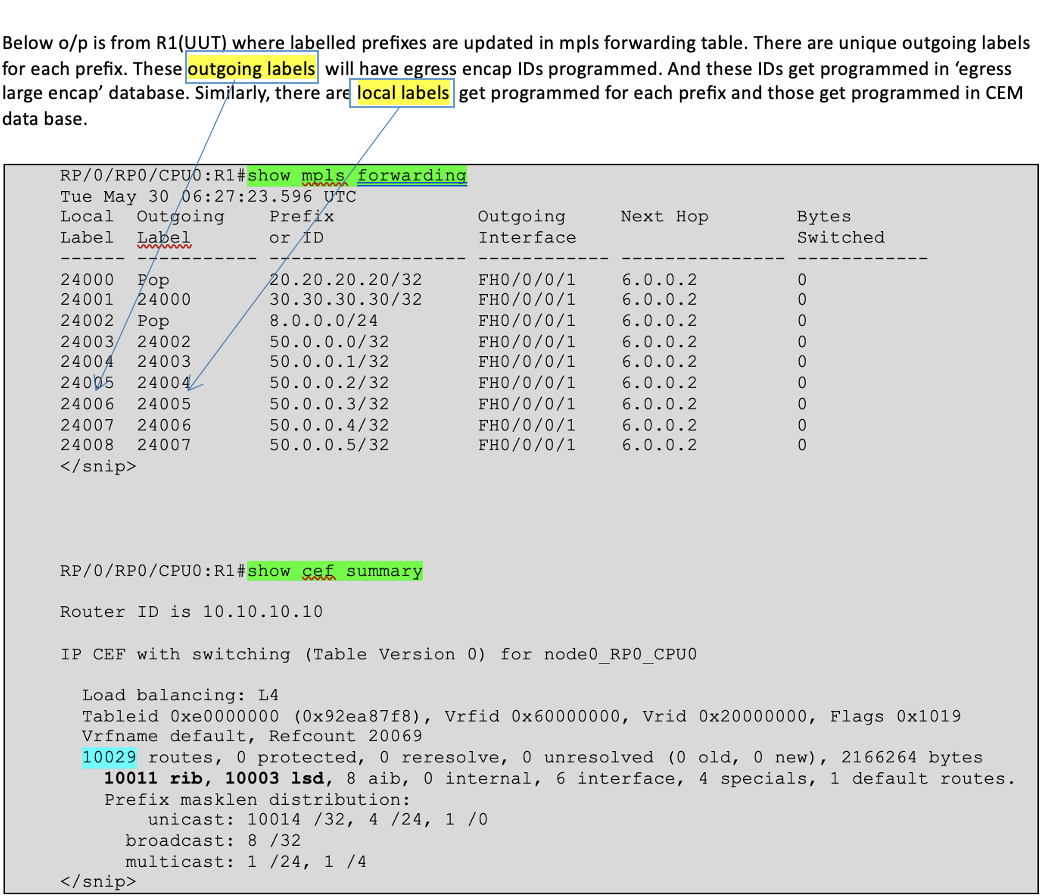 Below o/p is from R1(UUT) where labelled prefixes are updated in mpls forwarding table. There are unique outgoing labels
for each prefix. These outgoing labels will have egress encap IDs programmed. And these IDs get programmed in ‘egress
large encap’ database. Similarly, there are local labels get programmed for each prefix and those get programmed in CEM
data base.
RP/0/RP0/CPU0:R1#show mpls forwarding
Tue May 30 06:27:23.596 UTC
Local  Outgoing    Prefix             Outgoing     Next Hop        Bytes
Label  Label       or ID              Interface                    Switched
------ ----------- ------------------ ------------ --------------- ------------
24000  Pop         20.20.20.20/32     FH0/0/0/1    6.0.0.2         0
24001  24000       30.30.30.30/32     FH0/0/0/1    6.0.0.2         0
24002  Pop         8.0.0.0/24         FH0/0/0/1    6.0.0.2         0
24003  24002       50.0.0.0/32        FH0/0/0/1    6.0.0.2         0
24004  24003       50.0.0.1/32        FH0/0/0/1    6.0.0.2         0
24005  24004       50.0.0.2/32        FH0/0/0/1    6.0.0.2         0
24006  24005       50.0.0.3/32        FH0/0/0/1    6.0.0.2         0
24007  24006       50.0.0.4/32        FH0/0/0/1    6.0.0.2         0
24008  24007       50.0.0.5/32        FH0/0/0/1    6.0.0.2         0
</snip>
RP/0/RP0/CPU0:R1#show cef summary
Router ID is 10.10.10.10
IP CEF with switching (Table Version 0) for node0_RP0_CPU0
Load balancing: L4
Tableid 0xe0000000 (0x92ea87f8), Vrfid 0x60000000, Vrid 0x20000000, Flags 0x1019
Vrfname default, Refcount 20069
10029 routes, 0 protected, 0 reresolve, 0 unresolved (0 old, 0 new), 2166264 bytes
10011 rib, 10003 lsd, 8 aib, 0 internal, 6 interface, 4 specials, 1 default routes.
Prefix masklen distribution:
unicast: 10014 /32, 4 /24, 1 /0
broadcast: 8 /32
multicast: 1 /24, 1 /4
</snip>